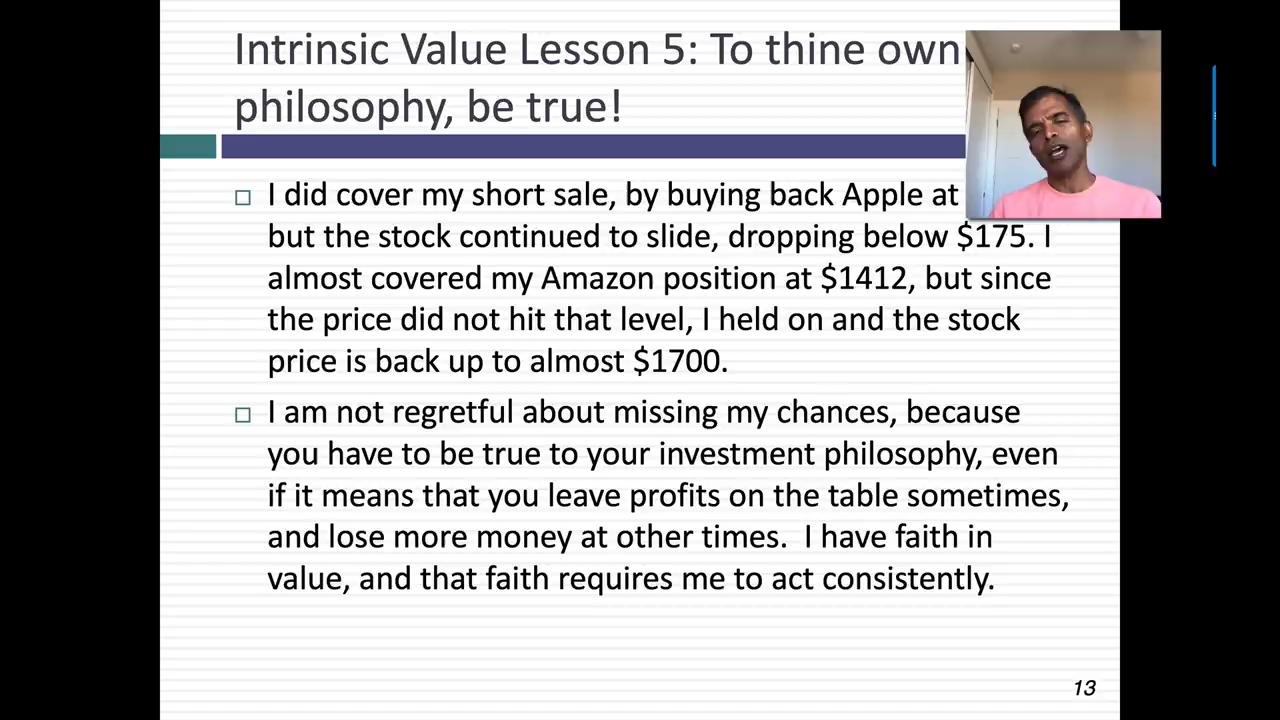 Intrinsic Value Lesson 5: To thine own
philosophy, be true!
□ I did cover my short sale, by buying back Apple at
but the stock continued to slide, dropping below $175. I
almost covered my Amazon position at $1412, but since
the price did not hit that level, I held on and the stock
price is back up to almost $1700.
□ I am not regretful about missing my chances, because
you have to be true to your investment philosophy, even
if it means that you leave profits on the table sometimes,
and lose more money at other times.  I have faith in
value, and that faith requires me to act consistently.
13